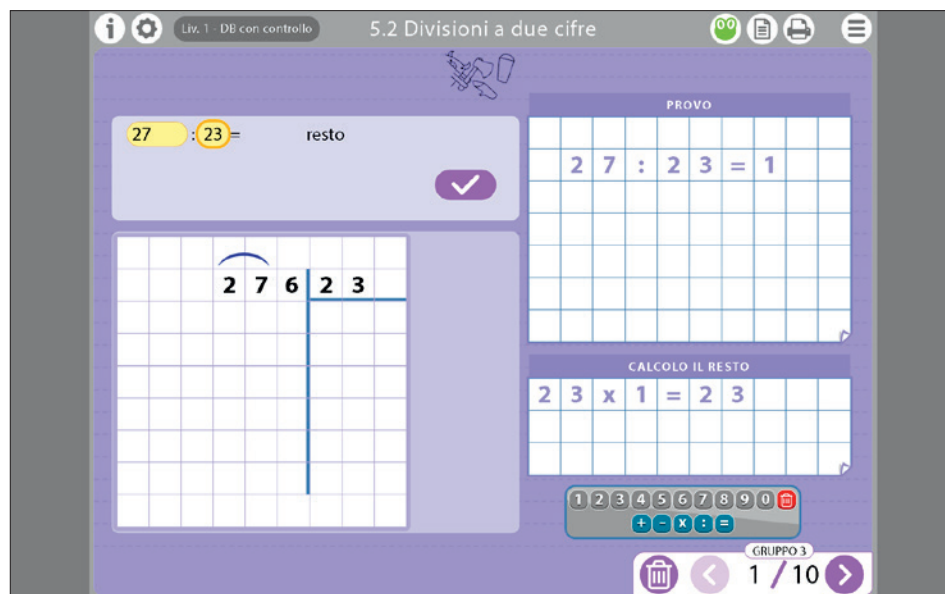 Liv. 1 - DB con controllo
5.2 Divisioni a due cifre
27 : 23 = resto
2 7 6 2 3
PROVO
2 7 : 2 3 = 1
CALCOLO IL RESTO
2 3 x 1 = 2 3
1 2 3 4 5 6 7 8 9 0
+ - x : =
GRUPPO 3
1 / 10